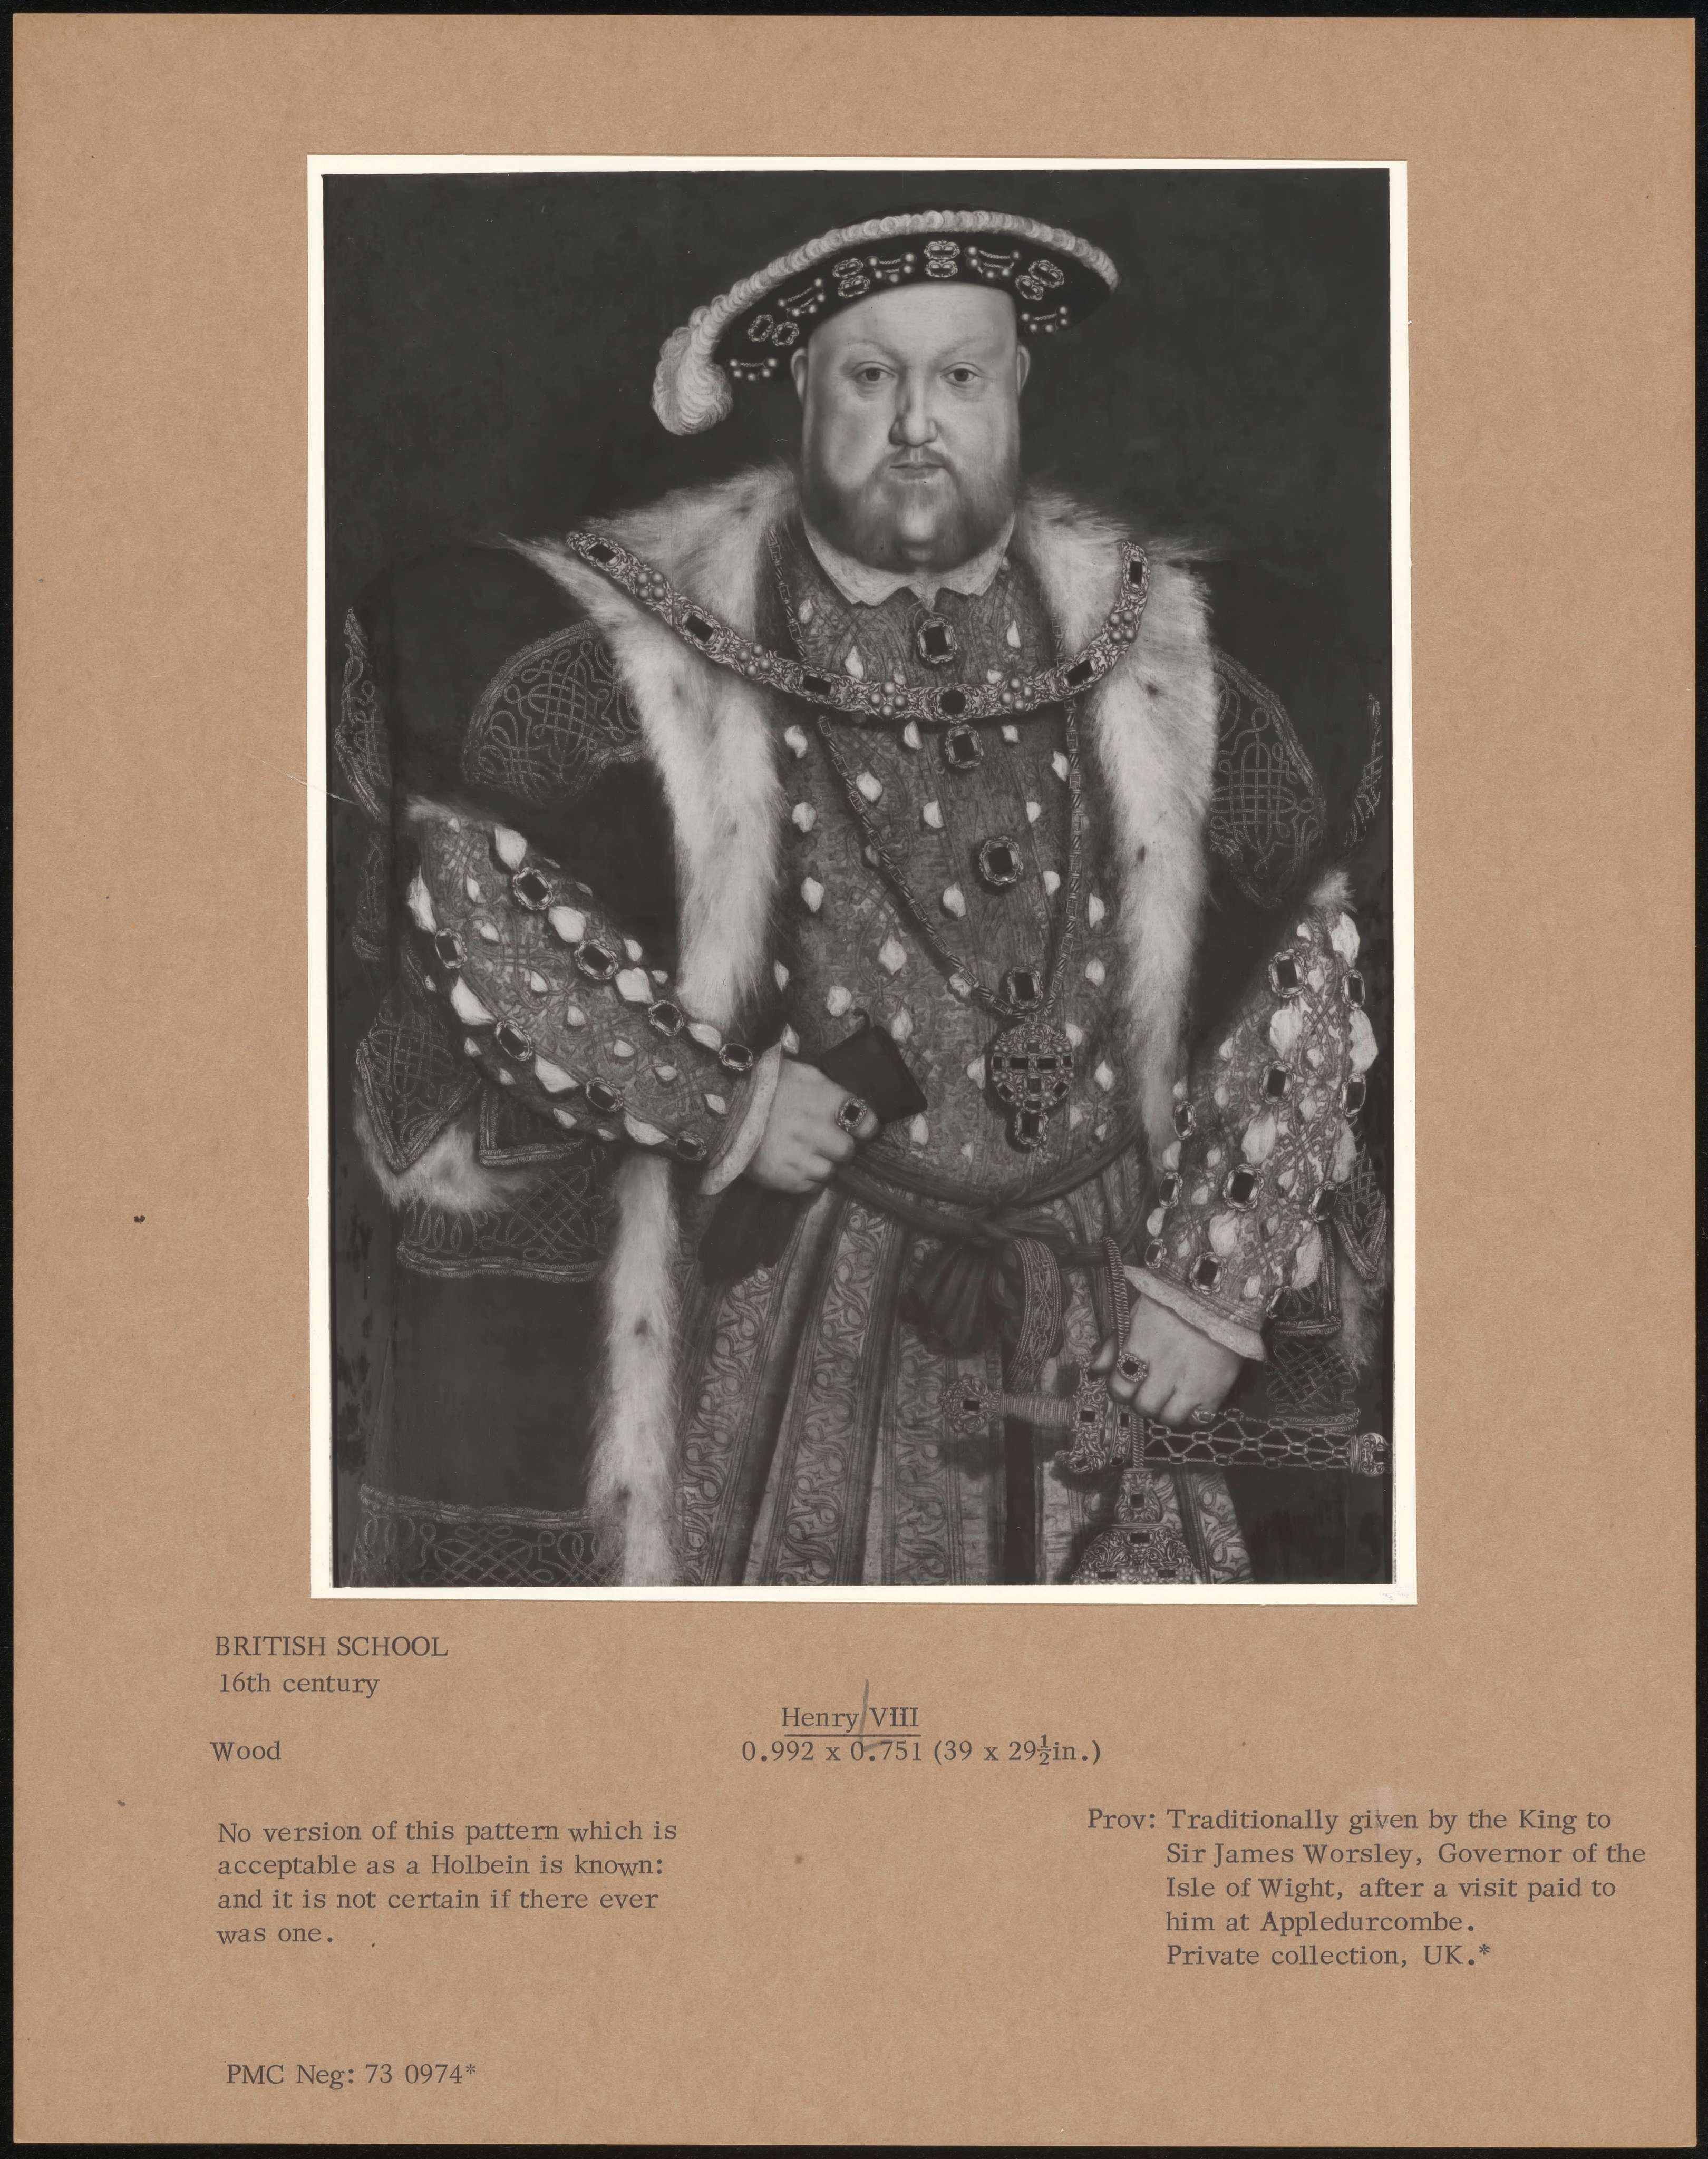 BRITISH SCHOOL
16th century
Henry VIII
Wood
0.992 x 0.751 (39 x 29½in.)
No version of this pattern which is
acceptable as a Holbein is known:
and it is not certain if there ever
was one.
Prov: Traditionally given by the King to
Sir James Worsley, Governor of the
Isle of Wight, after a visit paid to
him at Appledurcombe.
Private collection, UK.*
PMC Neg: 73 0974*